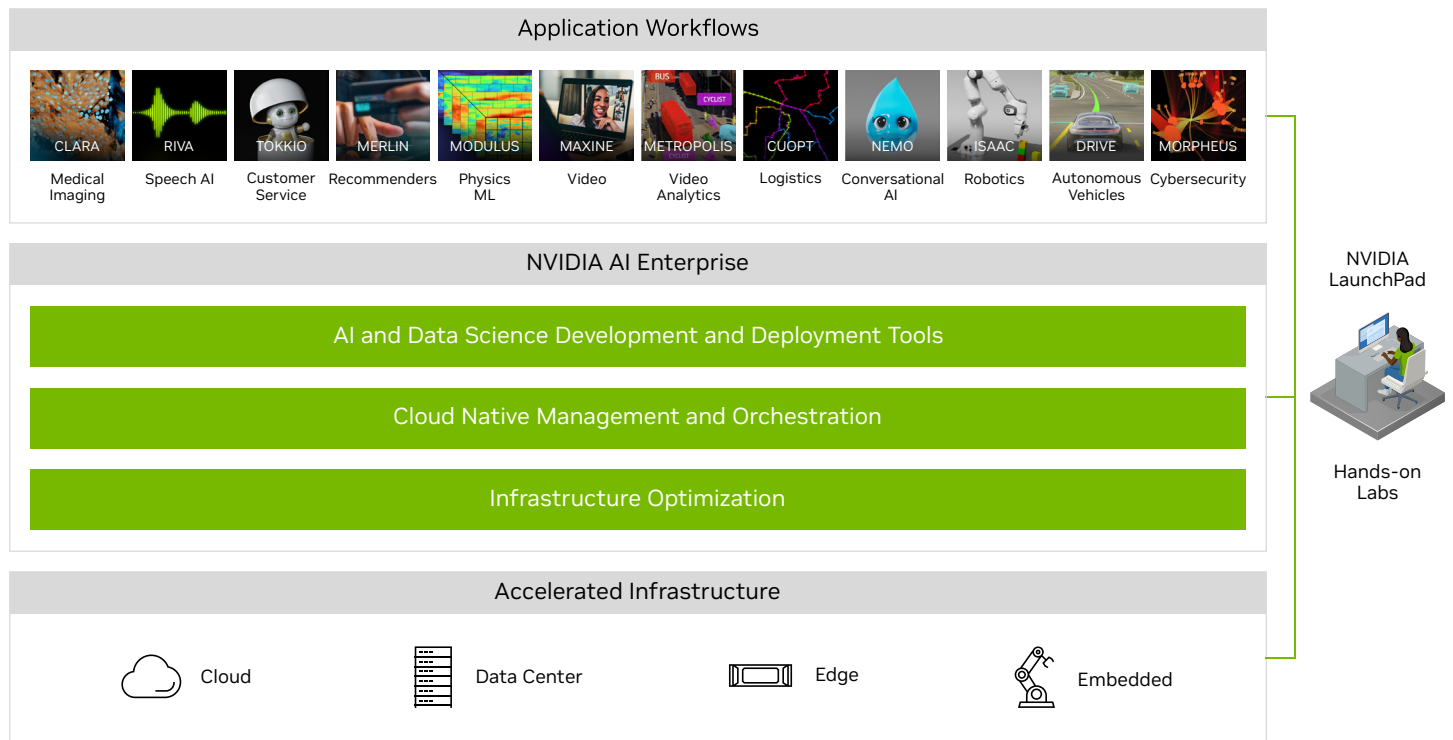 Application Workflows
CLARA
RIVA
TOKKIO
MERLIN
MODULUS
MAXINE
BUS
CYCLIST
CYCLIST
METROPOLIS
CUOPT
NEMO
ISAAC
DRIVE
MORPHEUS
Medical
Imaging
Speech AI
Customer
Service
Recommenders
Physics
ML
Video
Video
Analytics
Logistics
Conversational
AI
Robotics
Autonomous
Vehicles
Cybersecurity
NVIDIA AI Enterprise
AI and Data Science Development and Deployment Tools
Cloud Native Management and Orchestration
Infrastructure Optimization
NVIDIA
LaunchPad
Hands-on
Labs
Accelerated Infrastructure
Cloud
Data Center
Edge
Embedded